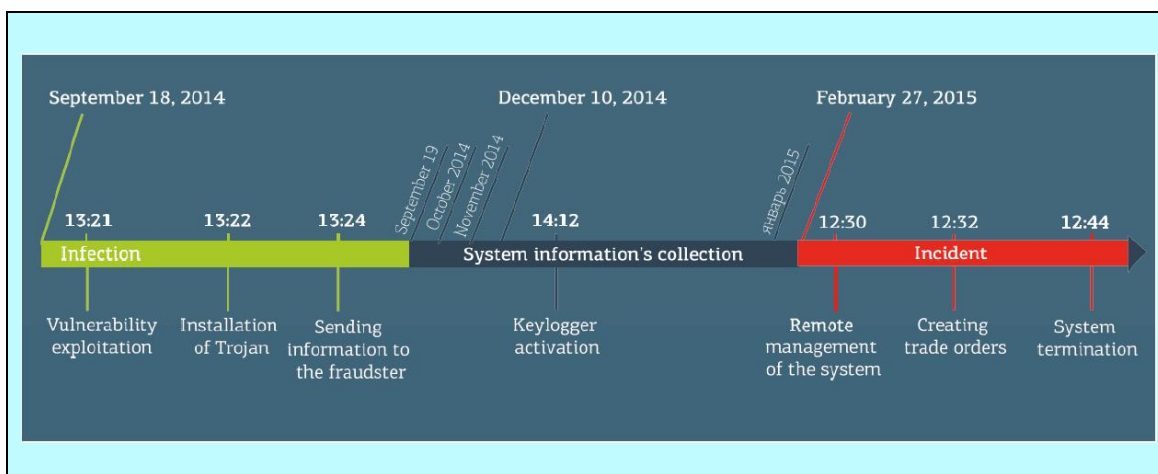 September 18, 2014
December 10, 2014
February 27, 2015
September 19
October 2014
November 2014
январь 2015
13:21
13:22
13:24
14:12
12:30
12:32
12:44
Infection
System information's collection
Incident
Vulnerability
exploitation
Installation
of Trojan
Sending
information to
the fraudster
Keylogger
activation
Remote
management
of the system
Creating
trade orders
System
termination